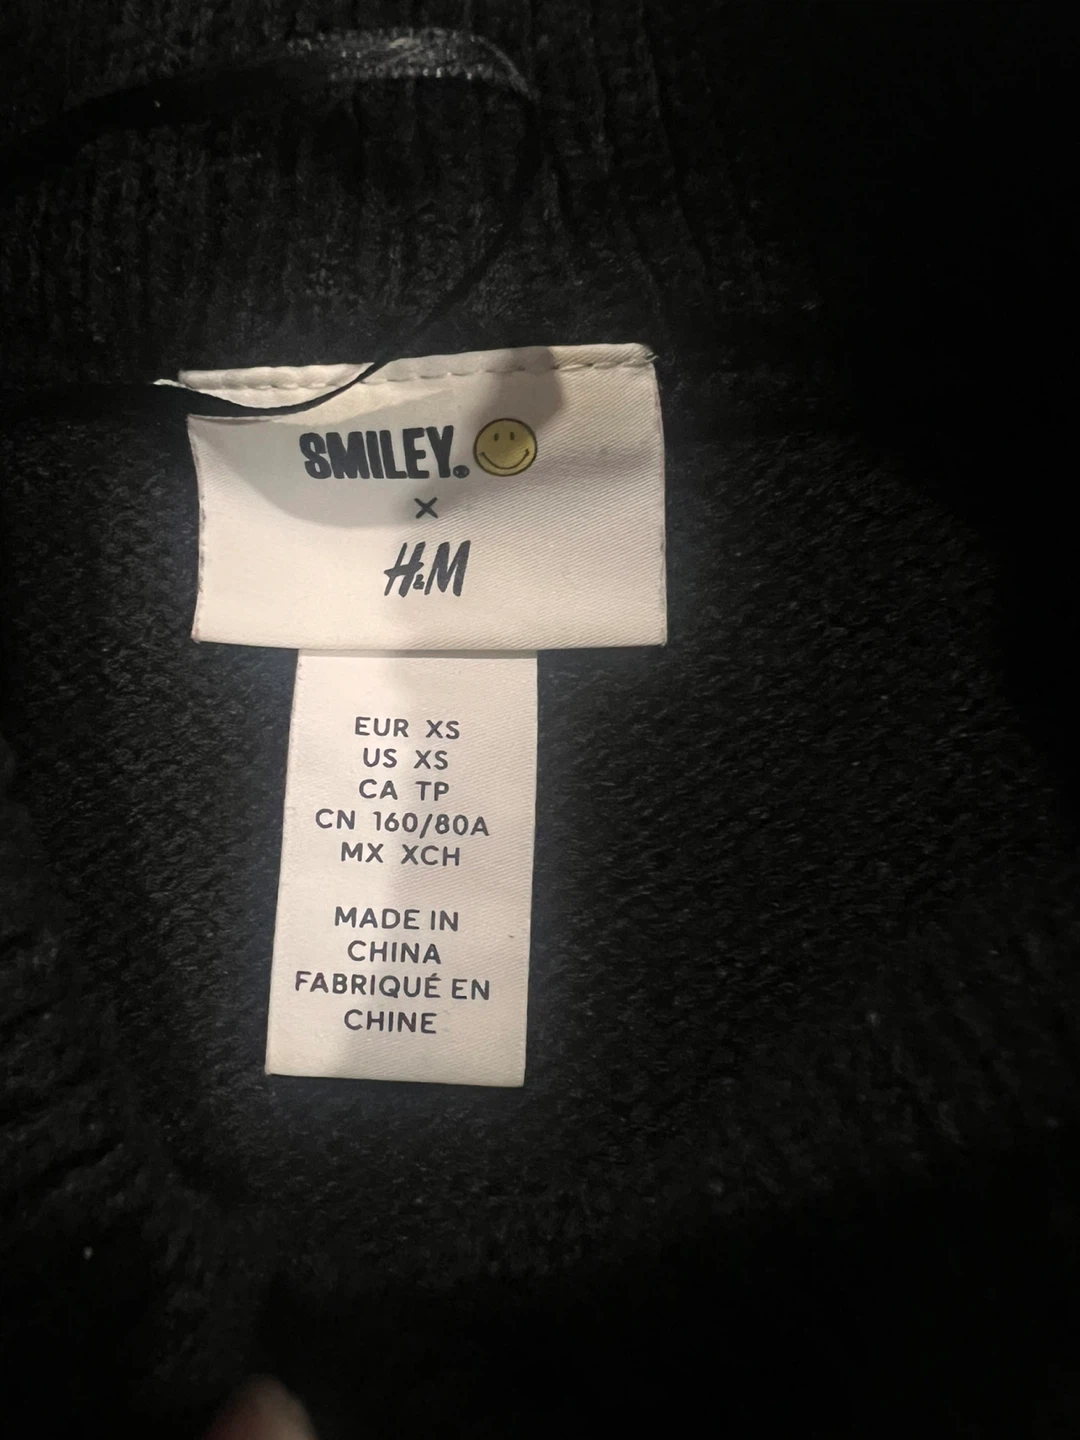 SMILEY®
×
H&M
EUR XS
US XS
CA TP
CN 160/80A
MX XCH
MADE IN
CHINA
FABRIQUÉ EN
CHINE